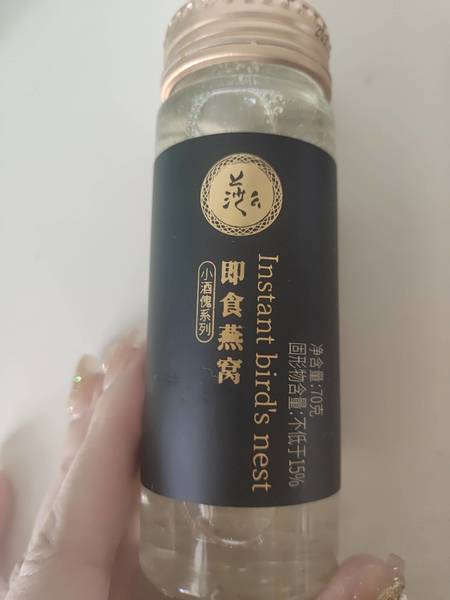 即食燕窝
小酒傀系列
Instant bird's nest
净含量:70克
固形物含量:不低于15%